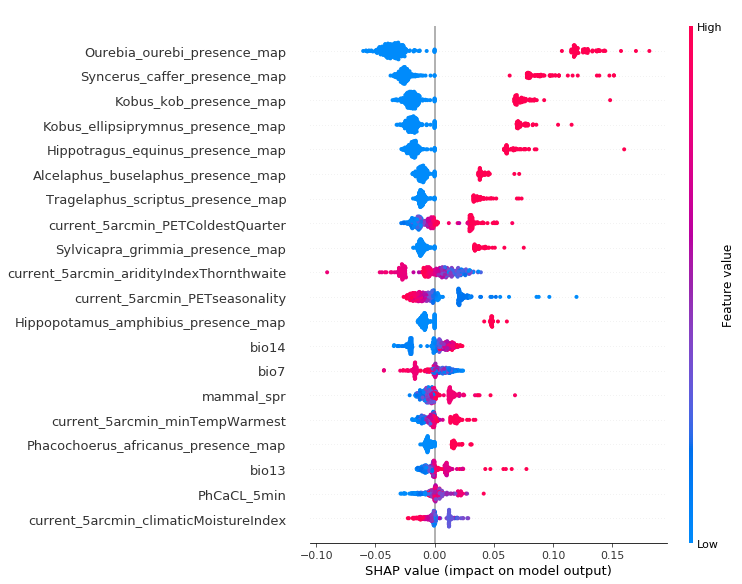 High
Ourebia_ourebi_presence_map
Syncerus_caffer_presence_map
Kobus_kob_presence_map
Kobus_ellipsiprymnus_presence_map
Hippotragus_equinus_presence_map
Alcelaphus_buselaphus_presence_map
Tragelaphus_scriptus_presence_map
current_5arcmin_PETColdestQuarter
Sylvicapra_grimmia_presence_map
current_5arcmin_aridityIndexThornthwaite
current_5arcmin_PETseasonality
Hippopotamus_amphibius_presence_map
bio14
bio7
mammal_spr
current_5arcmin_minTempWarmest
Phacochoerus_africanus_presence_map
bio13
PhCaCL_5min
current_5arcmin_climaticMoistureIndex
Low
Feature value
−0.10 −0.05 0.00 0.05 0.10 0.15
SHAP value (impact on model output)